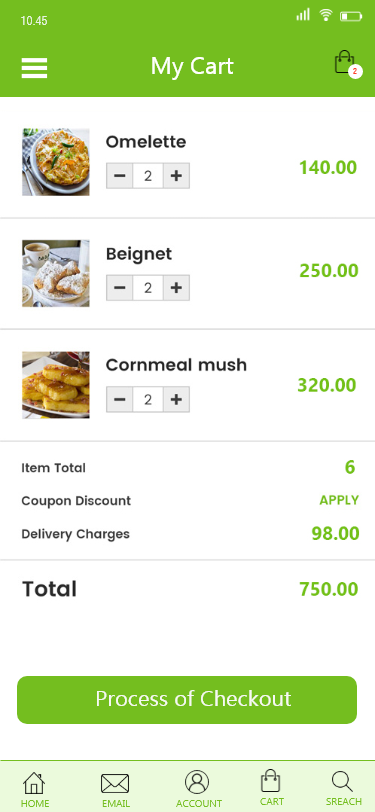 10.45
My Cart
2
Omelette
2
140.00
Beignet
2
250.00
Cornmeal mush
2
320.00
Item Total 6
Coupon Discount APPLY
Delivery Charges 98.00
Total 750.00
Process of Checkout
HOME EMAIL ACCOUNT CART SREACH